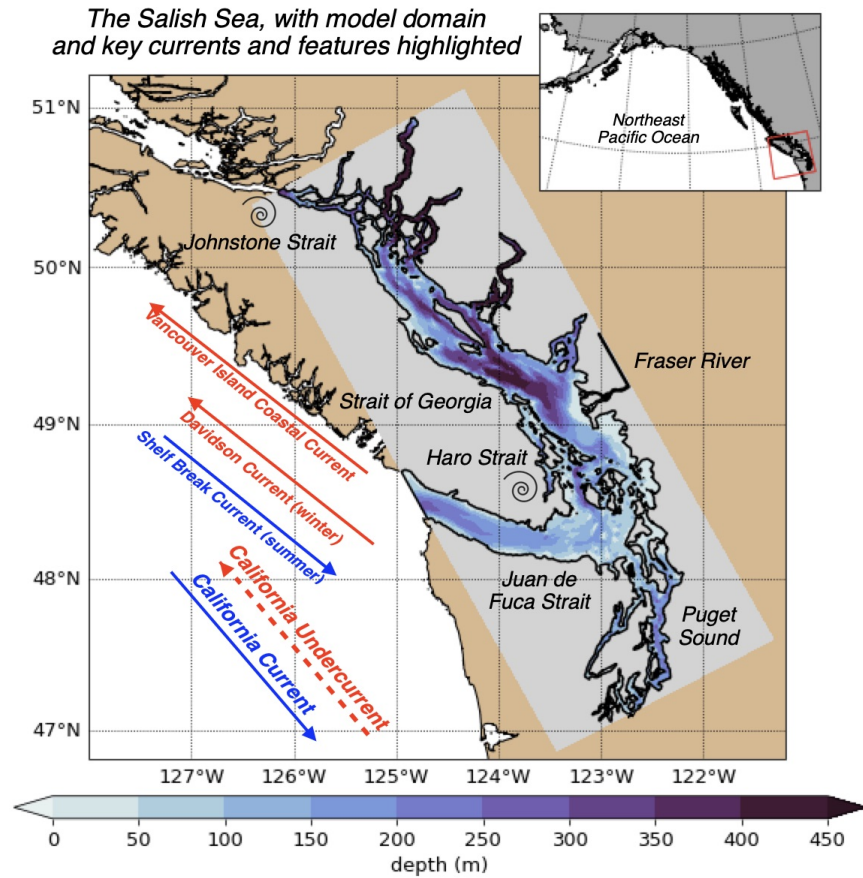 The Salish Sea, with model domain
and key currents and features highlighted
Northeast
Pacific Ocean
51°N
50°N
49°N
48°N
47°N
Johnstone Strait
Fraser River
Strait of Georgia
Haro Strait
Juan de
Fuca Strait
Puget
Sound
Vancouver Island Coastal Current
Davidson Current (winter)
Shelf Break Current (summer)
California Undercurrent
California Current
127°W 126°W 125°W 124°W 123°W 122°W
0 50 100 150 200 250 300 350 400 450
depth (m)